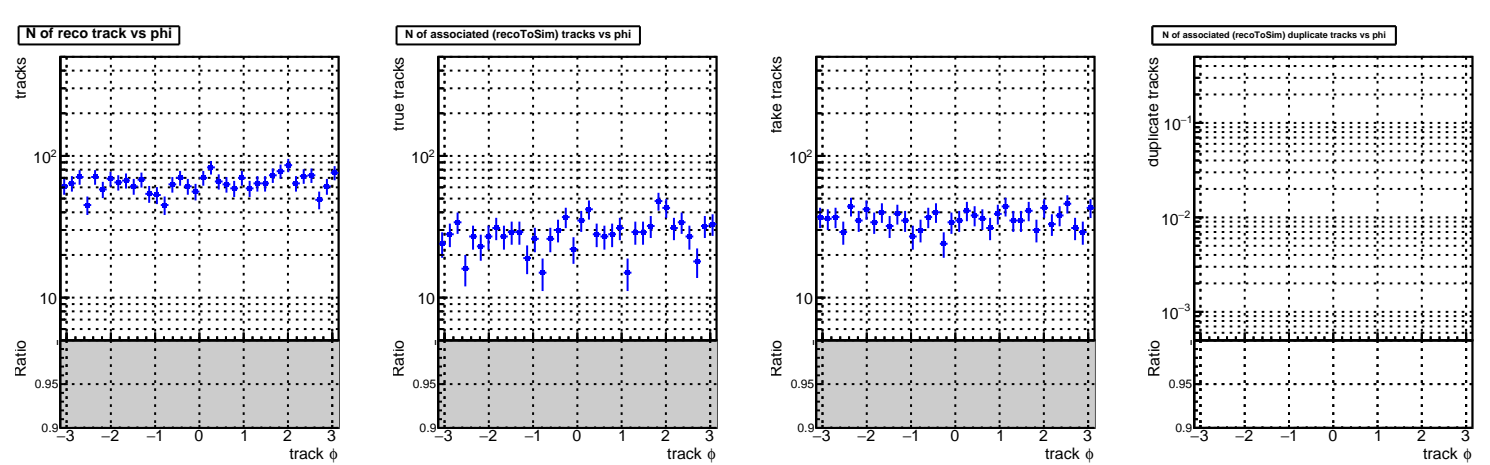 N of reco track vs phi
tracks
10²
10
Ratio
0.95
0.9
−3 −2 −1 0 1 2 3
track ϕ
N of associated (recoToSim) tracks vs phi
true tracks
10²
10
Ratio
0.95
0.9
−3 −2 −1 0 1 2 3
track ϕ
fake tracks
10²
10
Ratio
0.95
0.9
−3 −2 −1 0 1 2 3
track ϕ
N of associated (recoToSim) duplicate tracks vs phi
duplicate tracks
10⁻¹
10⁻²
10⁻³
Ratio
0.95
0.9
−3 −2 −1 0 1 2 3
track ϕ